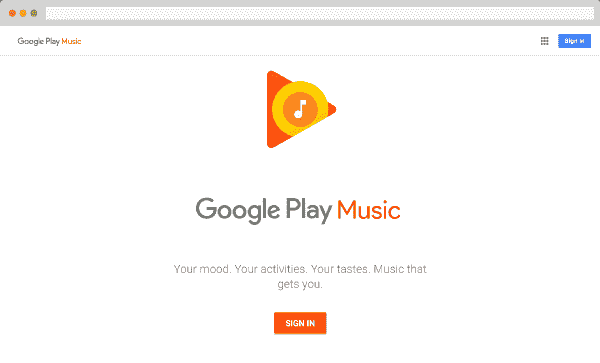 Google Play Music
Sign in
Google Play Music
Your mood. Your activities. Your tastes. Music that
gets you.
SIGN IN